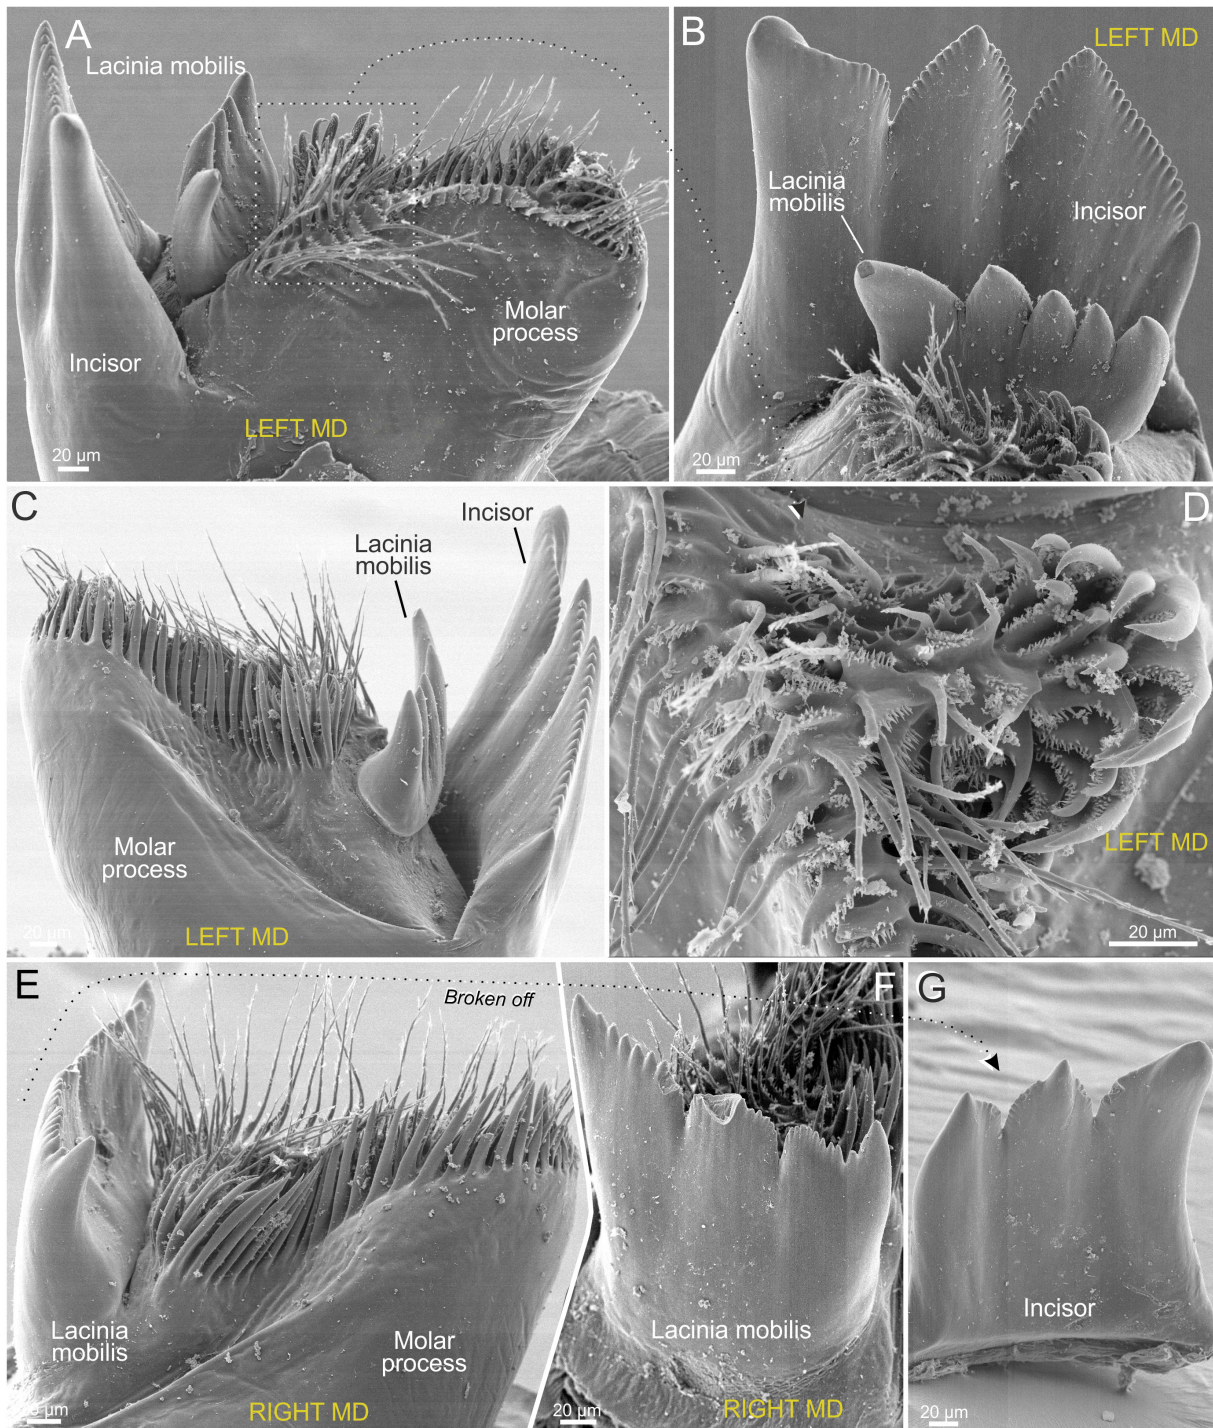 A
Lacinia mobilis
Incisor
Molar
process
LEFT MD
20 µm
B
LEFT MD
Lacinia
mobilis
Incisor
20 µm
C
Incisor
Lacinia
mobilis
Molar
process
LEFT MD
20 µm
D
LEFT MD
20 µm
E
Broken off
Lacinia
mobilis
Molar
process
RIGHT MD
20 µm
F
Lacinia mobilis
RIGHT MD
20 µm
G
Incisor
20 µm